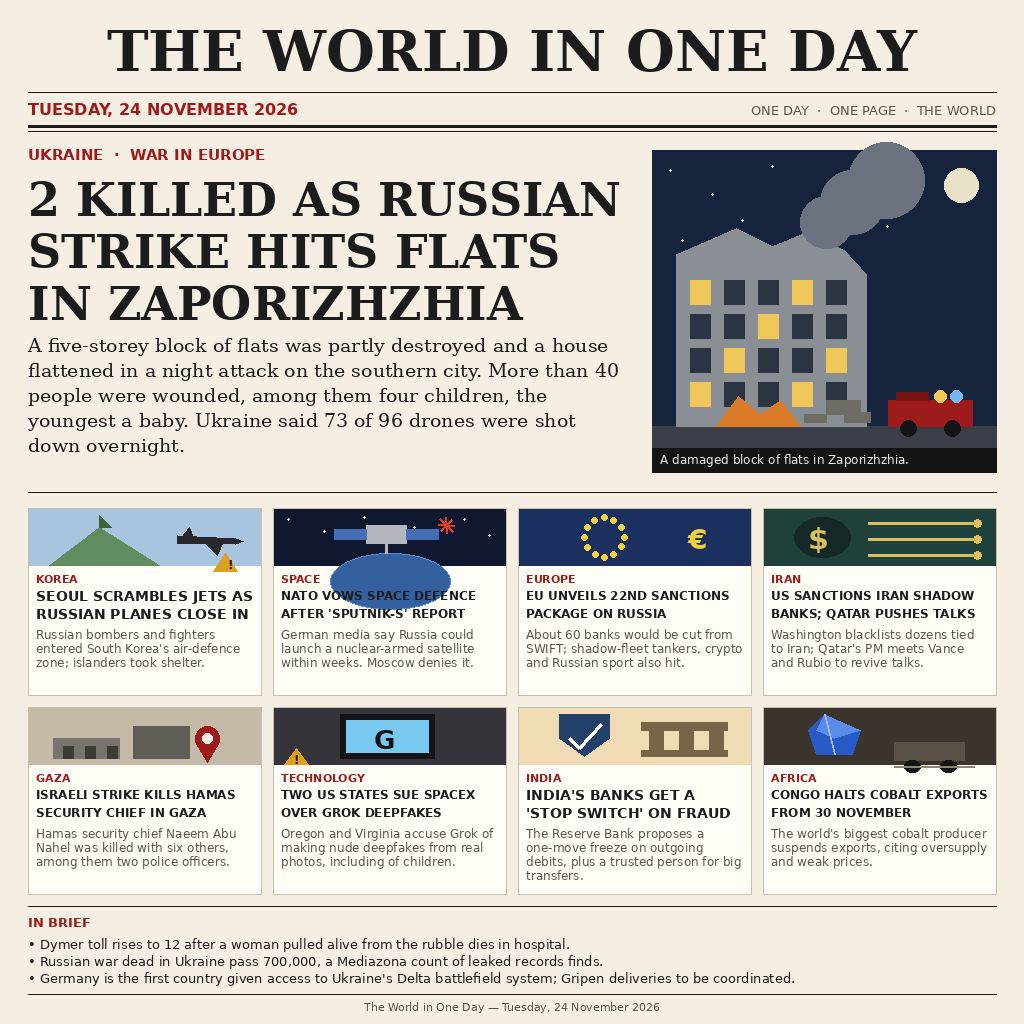 THE WORLD IN ONE DAY
TUESDAY, 24 NOVEMBER 2026
ONE DAY · ONE PAGE · THE WORLD
UKRAINE · WAR IN EUROPE
2 KILLED AS RUSSIAN
STRIKE HITS FLATS
IN ZAPORIZHZHIA
A five-storey block of flats was partly destroyed and a house
flattened in a night attack on the southern city. More than 40
people were wounded, among them four children, the
youngest a baby. Ukraine said 73 of 96 drones were shot
down overnight.
A damaged block of flats in Zaporizhzhia.
!
KOREA
SEOUL SCRAMBLES JETS AS
RUSSIAN PLANES CLOSE IN
Russian bombers and fighters
entered South Korea's air-defence
zone; islanders took shelter.
SPACE
NATO VOWS SPACE DEFENCE
AFTER 'SPUTNIK-S' REPORT
German media say Russia could
launch a nuclear-armed satellite
within weeks. Moscow denies it.
€
EUROPE
EU UNVEILS 22ND SANCTIONS
PACKAGE ON RUSSIA
About 60 banks would be cut from
SWIFT; shadow-fleet tankers, crypto
and Russian sport also hit.
$
IRAN
US SANCTIONS IRAN SHADOW
BANKS; QATAR PUSHES TALKS
Washington blacklists dozens tied
to Iran; Qatar's PM meets Vance
and Rubio to revive talks.
GAZA
ISRAELI STRIKE KILLS HAMAS
SECURITY CHIEF IN GAZA
Hamas security chief Naeem Abu
Nahel was killed with six others,
among them two police officers.
G
!
TECHNOLOGY
TWO US STATES SUE SPACEX
OVER GROK DEEPFAKES
Oregon and Virginia accuse Grok of
making nude deepfakes from real
photos, including of children.
INDIA
INDIA'S BANKS GET A
'STOP SWITCH' ON FRAUD
The Reserve Bank proposes a
one-move freeze on outgoing
debits, plus a trusted person for big
transfers.
AFRICA
CONGO HALTS COBALT EXPORTS
FROM 30 NOVEMBER
The world's biggest cobalt producer
suspends exports, citing oversupply
and weak prices.
IN BRIEF
• Dymer toll rises to 12 after a woman pulled alive from the rubble dies in hospital.
• Russian war dead in Ukraine pass 700,000, a Mediazona count of leaked records finds.
• Germany is the first country given access to Ukraine's Delta battlefield system; Gripen deliveries to be coordinated.
The World in One Day — Tuesday, 24 November 2026